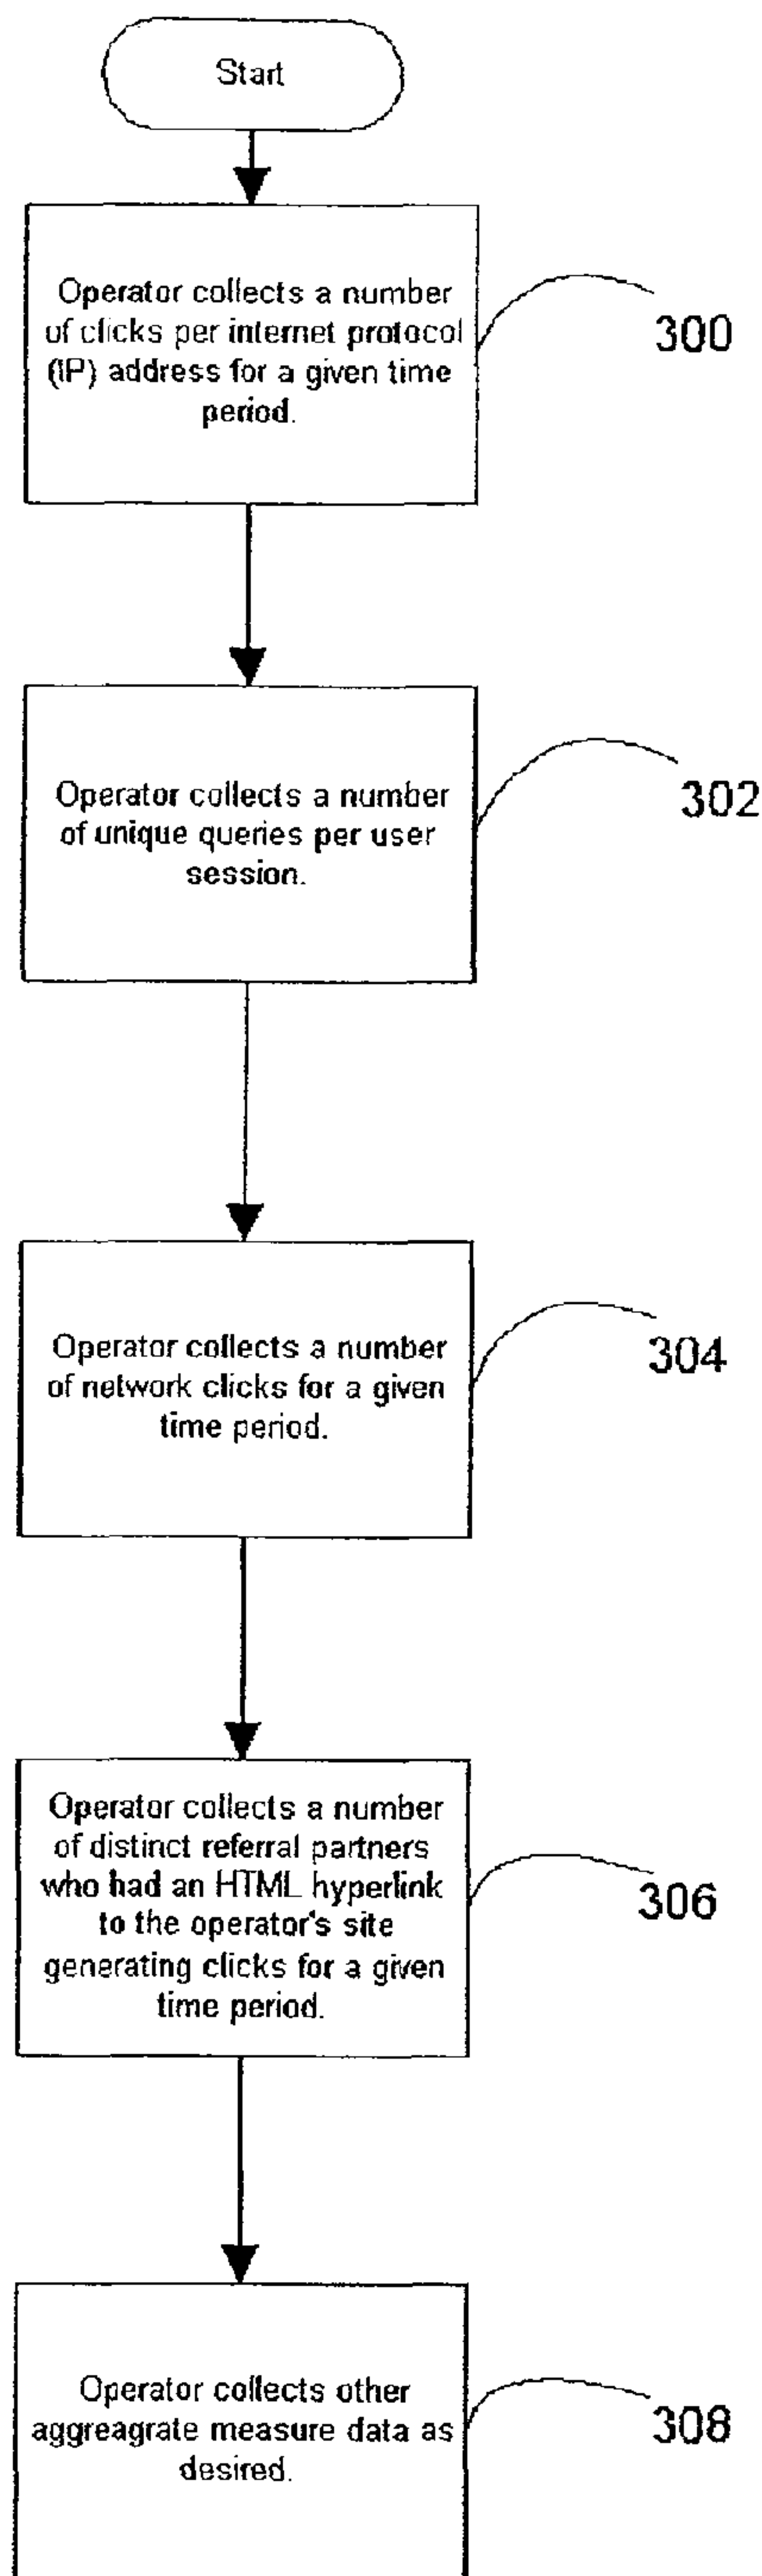 Start
Operator collects a number
of clicks per internet protocol
(IP) address for a given time
period.
300
Operator collects a number
of unique queries per user
session.
302
Operator collects a number
of network clicks for a given
time period.
304
Operator collects a number
of distinct referral partners
who had an HTML hyperlink
to the operator's site
generating clicks for a given
time period.
306
Operator collects other
aggreagrate measure data as
desired.
308